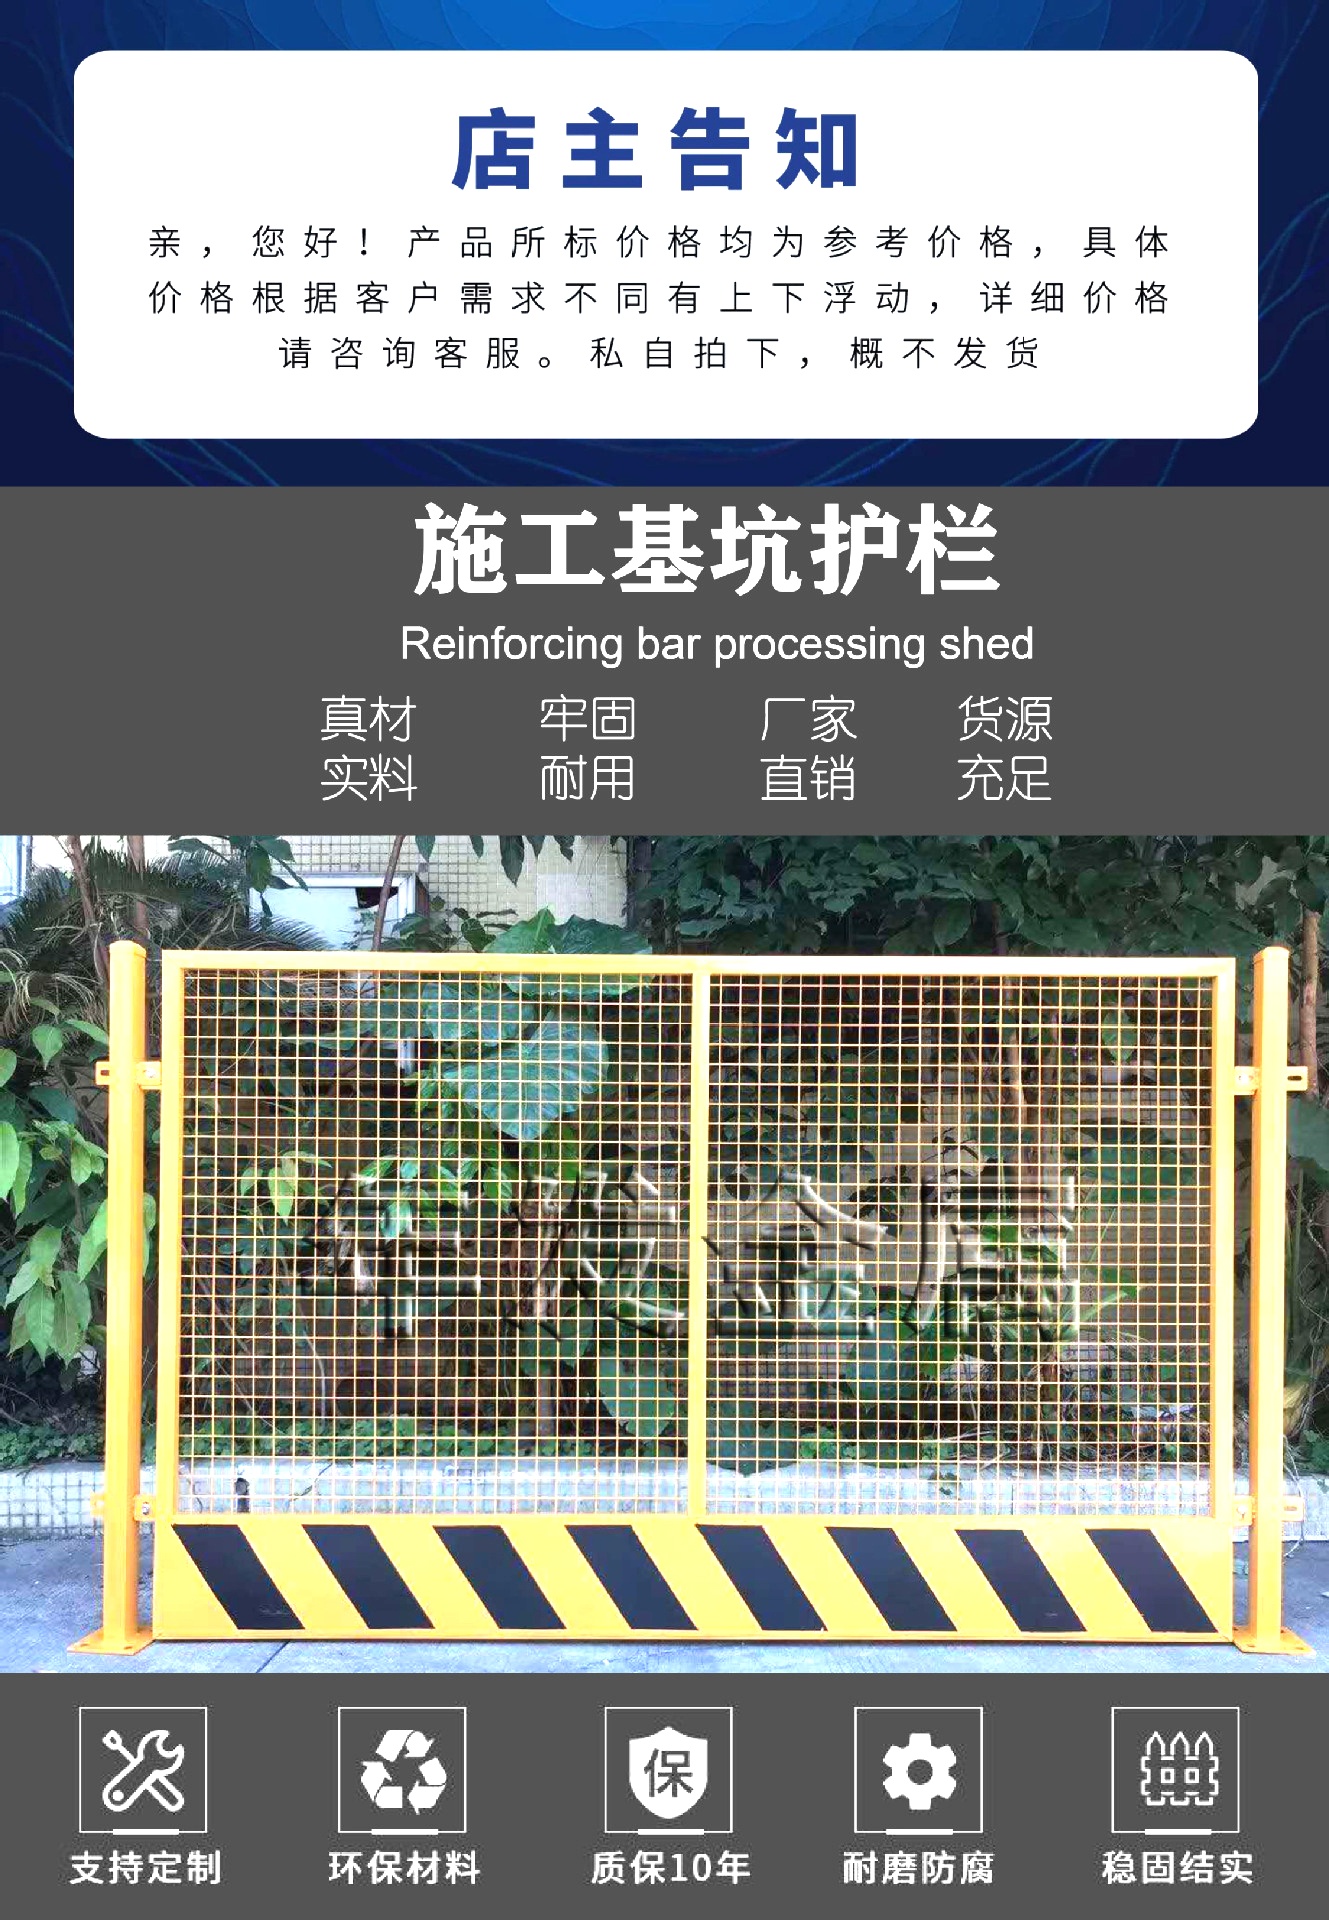 店主告知
亲，您好！产品所标价格均为参考价格，具体
价格根据客户需求不同有上下浮动，详细价格
请咨询客服。私自拍下，概不发货
施工基坑护栏
Reinforcing bar processing shed
真材 牢固 厂家 货源
实料 耐用 直销 充足
保
支持定制 环保材料 质保10年 耐磨防腐 稳固结实